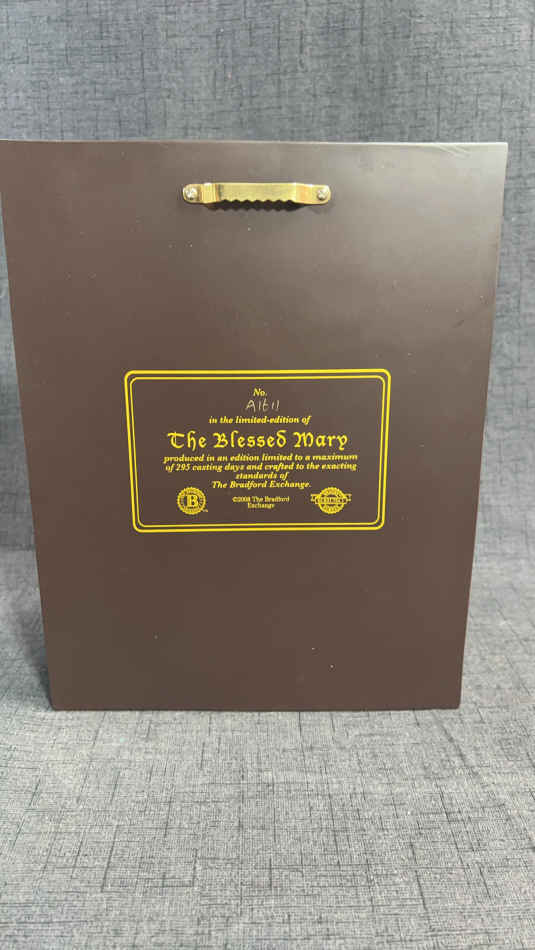 No.
A1611
in the limited-edition of
The Blessed Mary
produced in an edition limited to a maximum
of 295 casting days and crafted to the exacting
standards of
The Bradford Exchange.
B
©2008 The Bradford
Exchange